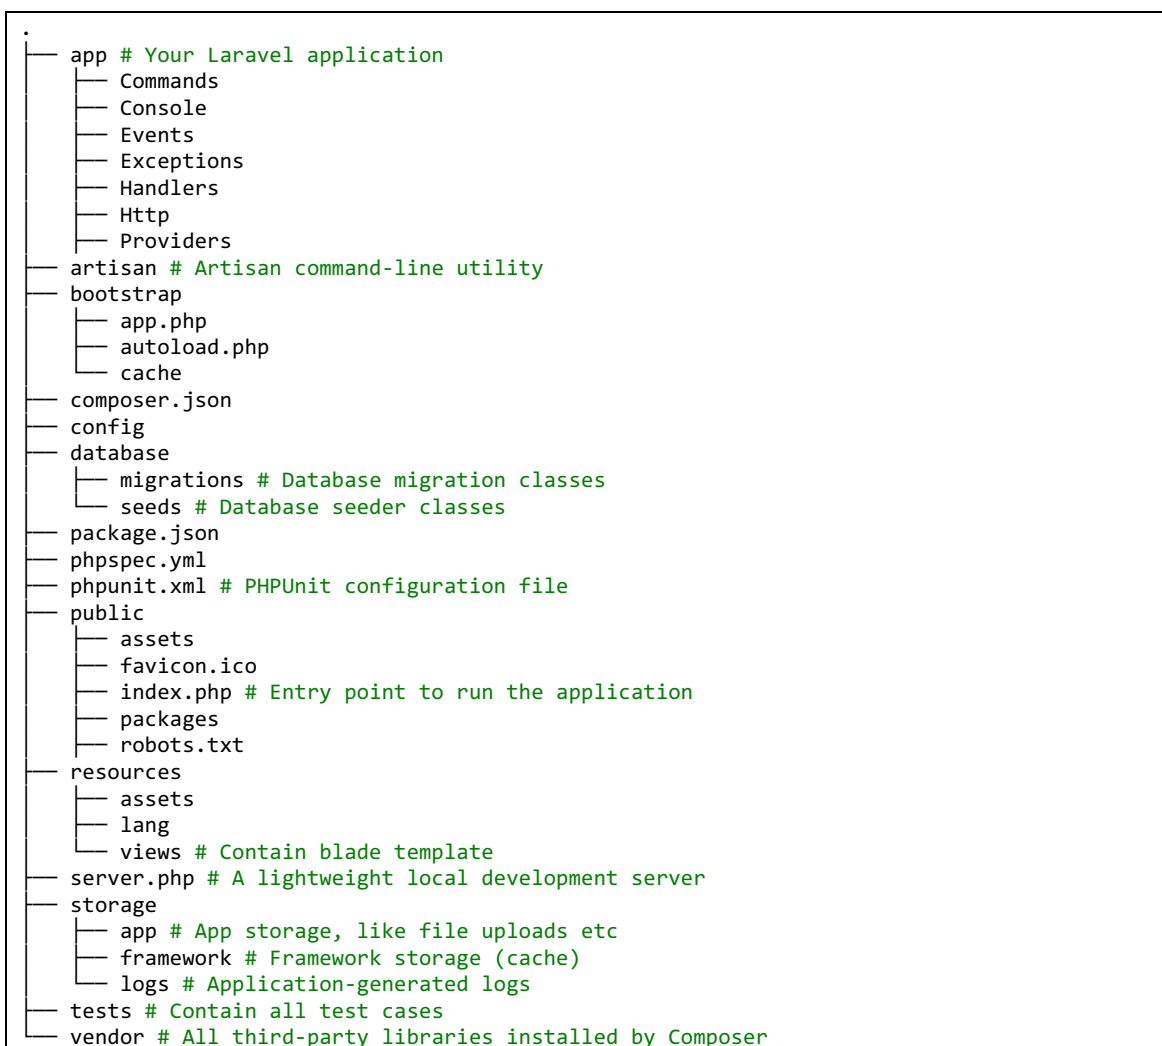 .
├── app # Your Laravel application
│   ├── Commands
│   ├── Console
│   ├── Events
│   ├── Exceptions
│   ├── Handlers
│   ├── Http
│   ├── Providers
├── artisan # Artisan command-line utility
├── bootstrap
│   ├── app.php
│   ├── autoload.php
│   └── cache
├── composer.json
├── config
├── database
│   ├── migrations # Database migration classes
│   └── seeds # Database seeder classes
├── package.json
├── phpspec.yml
├── phpunit.xml # PHPUnit configuration file
├── public
│   ├── assets
│   ├── favicon.ico
│   ├── index.php # Entry point to run the application
│   ├── packages
│   ├── robots.txt
├── resources
│   ├── assets
│   ├── lang
│   └── views # Contain blade template
├── server.php # A lightweight local development server
├── storage
│   ├── app # App storage, like file uploads etc
│   ├── framework # Framework storage (cache)
│   └── logs # Application-generated logs
├── tests # Contain all test cases
└── vendor # All third-party libraries installed by Composer